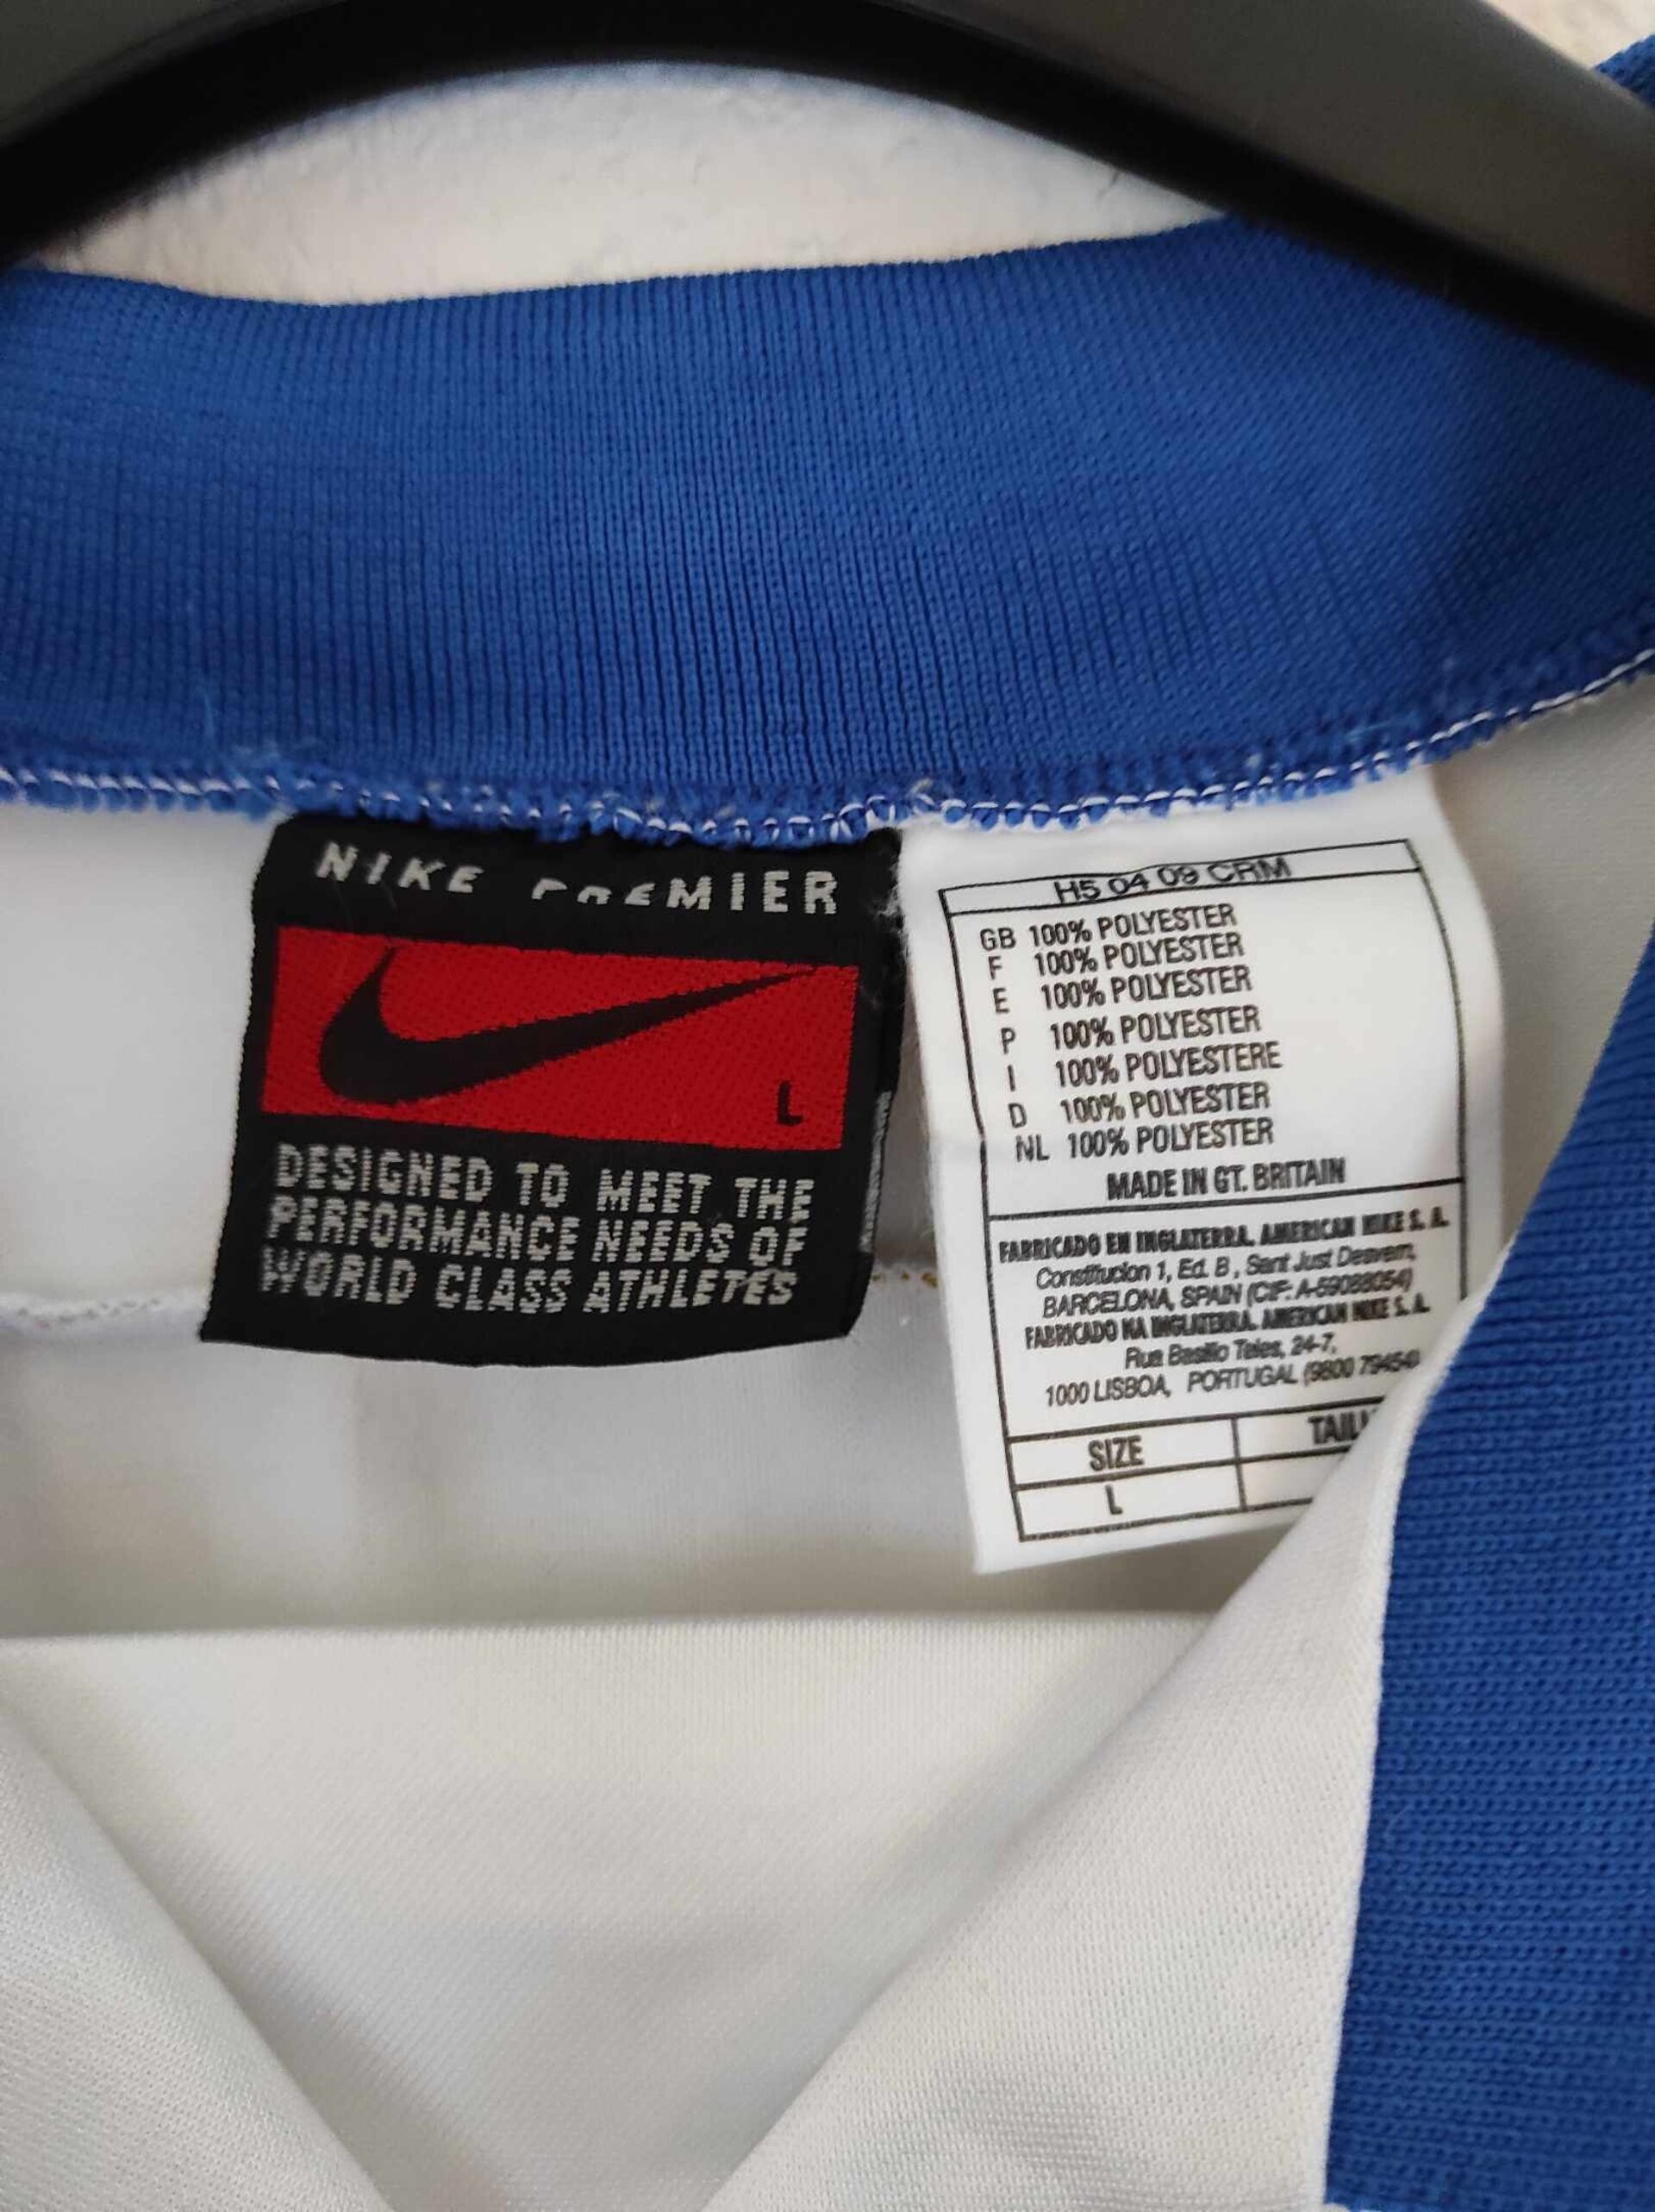 NIKE PREMIER
L
DESIGNED TO MEET THE
PERFORMANCE NEEDS OF
WORLD CLASS ATHLETES
H5 04 09 CRM
GB 100% POLYESTER
F 100% POLYESTER
E 100% POLYESTER
P 100% POLYESTER
I 100% POLYESTERE
D 100% POLYESTER
NL 100% POLYESTER
MADE IN GT. BRITAIN
FABRICADO EN INGLATERRA. AMERICAN NIKE S. A.
Constitucion 1, Ed. B, Sant Just Desvern,
BARCELONA, SPAIN (CIF: A-59088054)
FABRICADO NA INGLATERRA. AMERICAN NIKE S. A.
Rua Basilio Teles, 24-7,
1000 LISBOA, PORTUGAL
SIZE
L